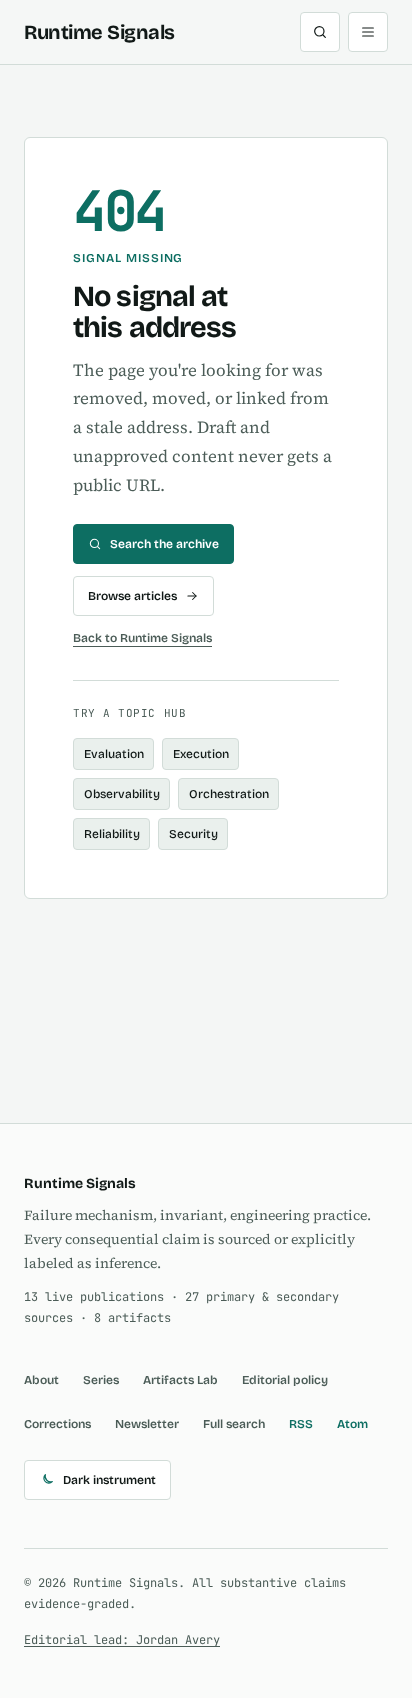 Runtime Signals
404
SIGNAL MISSING
No signal at
this address
The page you're looking for was
removed, moved, or linked from
a stale address. Draft and
unapproved content never gets a
public URL.
Search the archive
Browse articles →
Back to Runtime Signals
TRY A TOPIC HUB
Evaluation Execution
Observability Orchestration
Reliability Security
Runtime Signals
Failure mechanism, invariant, engineering practice.
Every consequential claim is sourced or explicitly
labeled as inference.
13 live publications · 27 primary & secondary
sources · 8 artifacts
About Series Artifacts Lab Editorial policy
Corrections Newsletter Full search RSS Atom
Dark instrument
© 2026 Runtime Signals. All substantive claims
evidence-graded.
Editorial lead: Jordan Avery